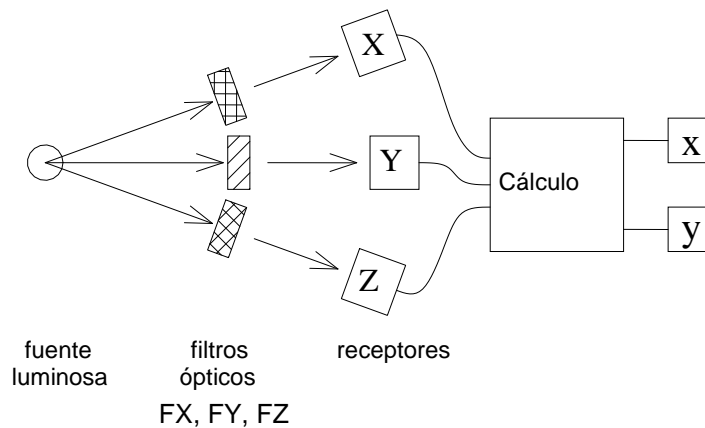 X
Y
Z
Cálculo
x
y
fuente
luminosa
filtros
ópticos
FX, FY, FZ
receptores